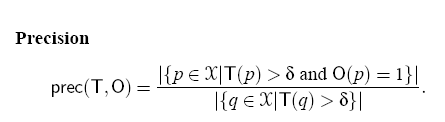 Precision
prec(T, O) = |{p ∈ X|T(p) > δ and O(p) = 1}|
|{q ∈ X|T(q) > δ}| .